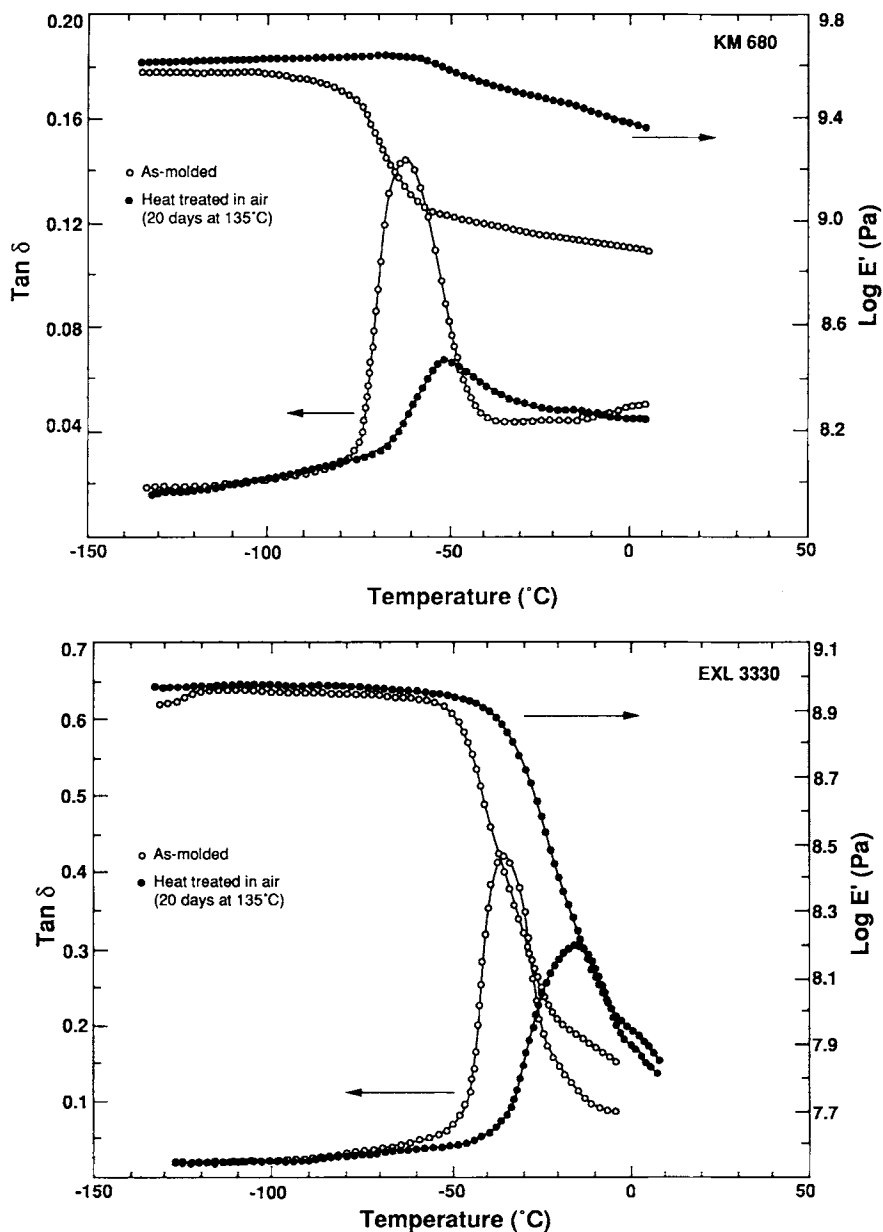 KM 680
0.20
0.16
0.12
0.08
0.04
Tan δ
As-molded
Heat treated in air
(20 days at 135˚C)
9.8
9.4
9.0
8.6
8.2
Log E' (Pa)
-150
-100
-50
0
50
Temperature (˚C)
EXL 3330
0.7
0.6
0.5
0.4
0.3
0.2
0.1
Tan δ
As-molded
Heat treated in air
(20 days at 135˚C)
9.1
8.9
8.7
8.5
8.3
8.1
7.9
7.7
Log E' (Pa)
-150
-100
-50
0
50
Temperature (˚C)